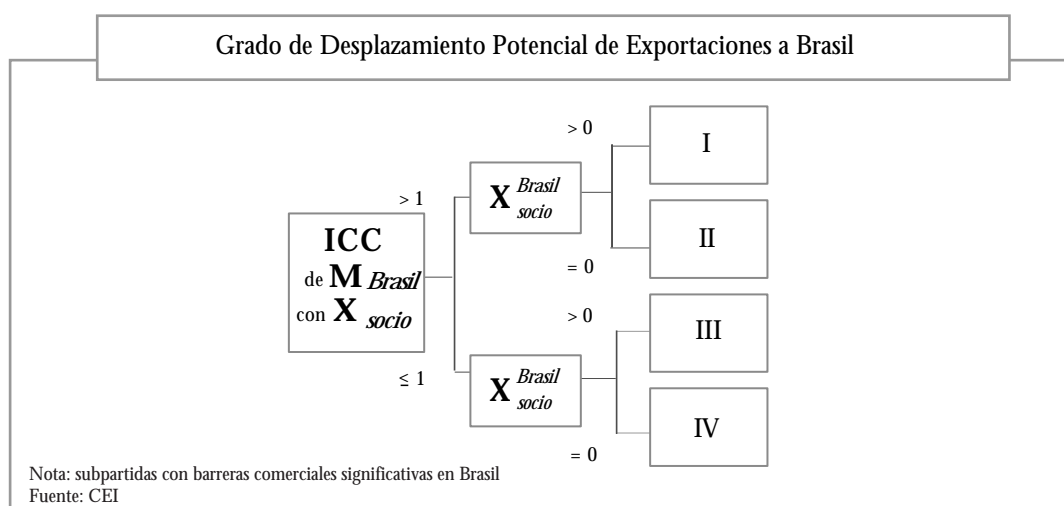 Grado de Desplazamiento Potencial de Exportaciones a Brasil
> 0
I
> 1
X Brasil socio
ICC
II
de M Brasil
= 0
con X socio
> 0
III
≤ 1
X Brasil socio
IV
= 0
Nota: subpartidas con barreras comerciales significativas en Brasil
Fuente: CEI